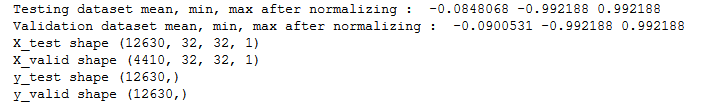 Testing dataset mean, min, max after normalizing :  -0.0848068 -0.992188 0.992188
Validation dataset mean, min, max after normalizing :  -0.0900531 -0.992188 0.992188
X_test shape (12630, 32, 32, 1)
X_valid shape (4410, 32, 32, 1)
y_test shape (12630,)
y_valid shape (12630,)